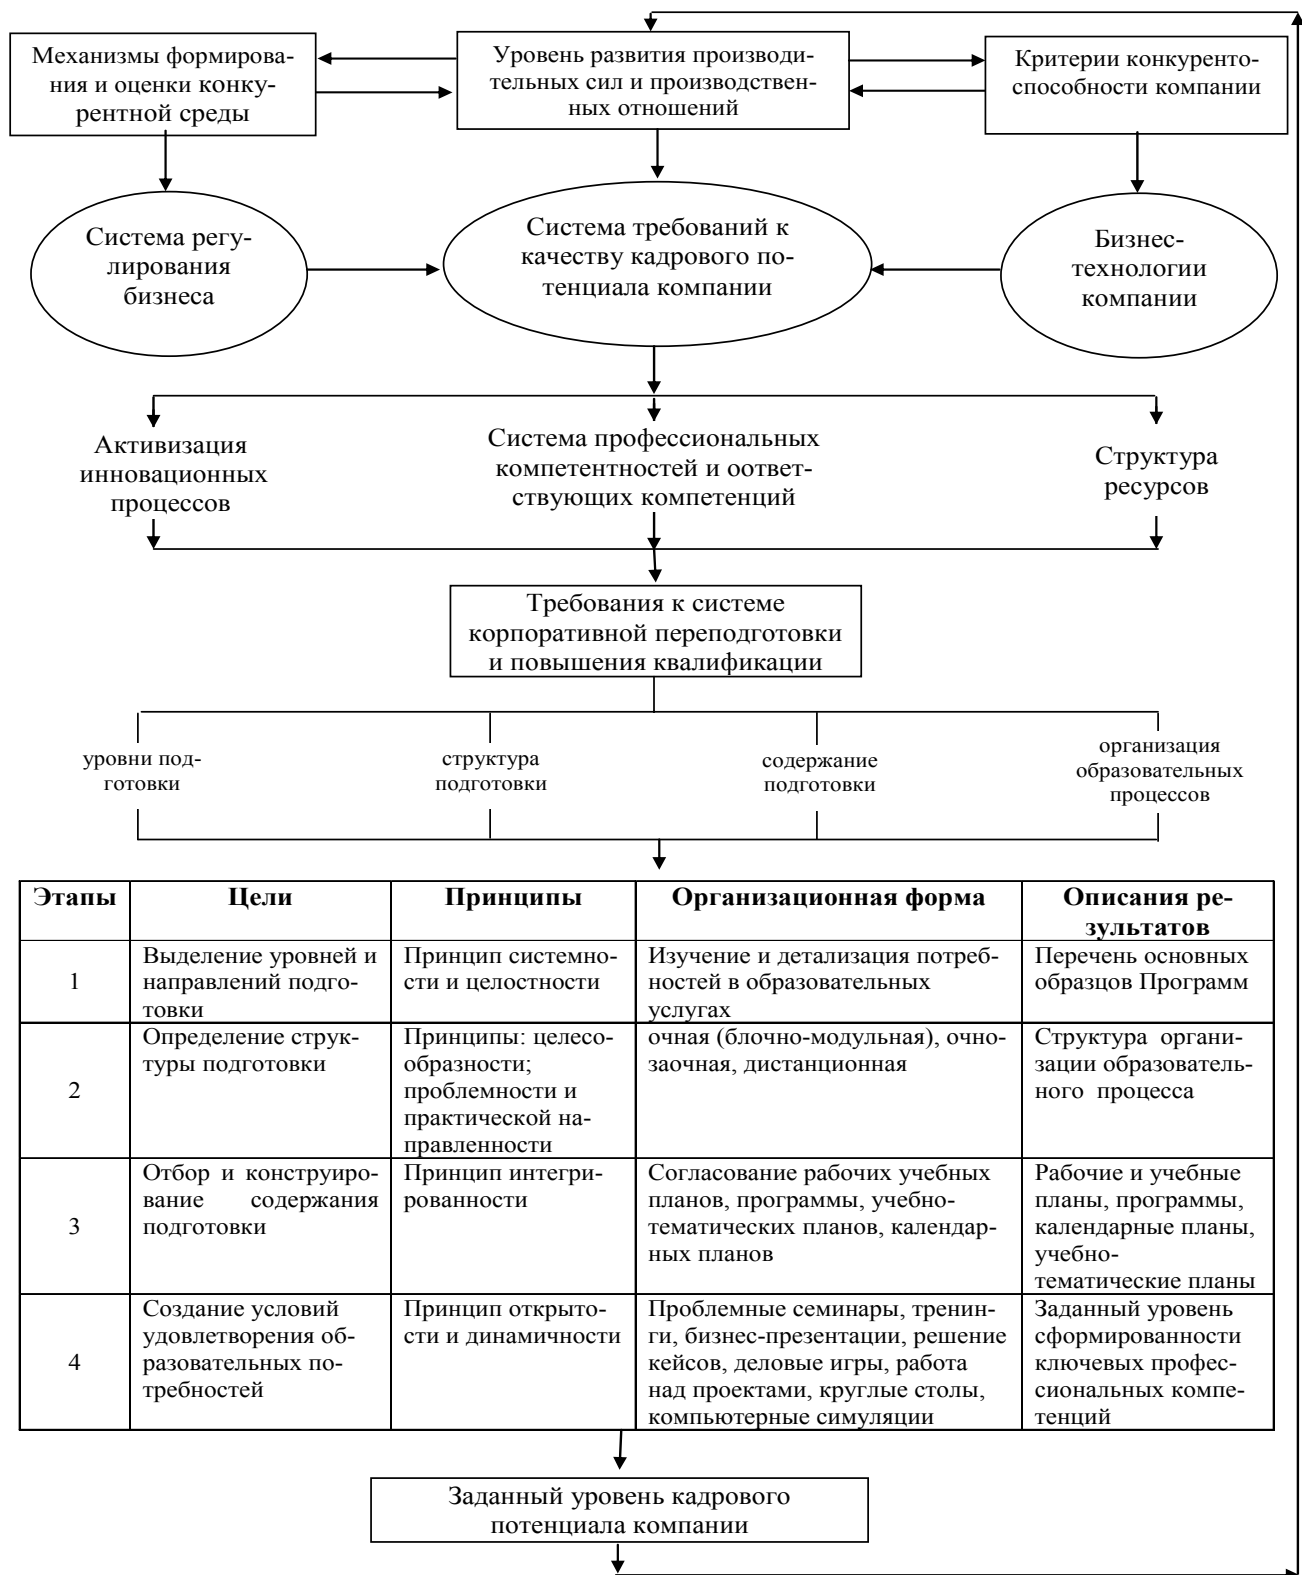 Механизмы формирова-
ния и оценки конку-
рентной среды
Уровень развития производи-
тельных сил и производствен-
ных отношений
Критерии конкуренто-
способности компании
Система регу-
лирования
бизнеса
Система требований к
качеству кадрового по-
тенциала компании
Бизнес-
технологии
компании
Активизация
инновационных
процессов
Система профессиональных
компетентностей и оответ-
ствующих компетенций
Структура
ресурсов
Требования к системе
корпоративной переподготовки
и повышения квалификации
уровни под-
готовки
структура
подготовки
содержание
подготовки
организация
образовательных
процессов
Этапы
Цели
Принципы
Организационная форма
Описания ре-
зультатов
1
Выделение уровней и
направлений подго-
товки
Принцип системно-
сти и целостности
Изучение и детализация потреб-
ностей в образовательных
услугах
Перечень основных
образцов Программ
2
Определение струк-
туры подготовки
Принципы: целесо-
образности;
проблемности и
практической на-
правленности
очная (блочно-модульная), очно-
заочная, дистанционная
Структура органи-
зации образователь-
ного процесса
3
Отбор и конструиро-
вание содержания
подготовки
Принцип интегри-
рованности
Согласование рабочих учебных
планов, программы, учебно-
тематических планов, календар-
ных планов
Рабочие и учебные
планы, программы,
календарные планы,
учебно-
тематические планы
4
Создание условий
удовлетворения об-
разовательных по-
требностей
Принцип открыто-
сти и динамичности
Проблемные семинары, тренин-
ги, бизнес-презентации, решение
кейсов, деловые игры, работа
над проектами, круглые столы,
компьютерные симуляции
Заданный уровень
сформированности
ключевых профес-
сиональных компе-
тенций
Заданный уровень кадрового
потенциала компании